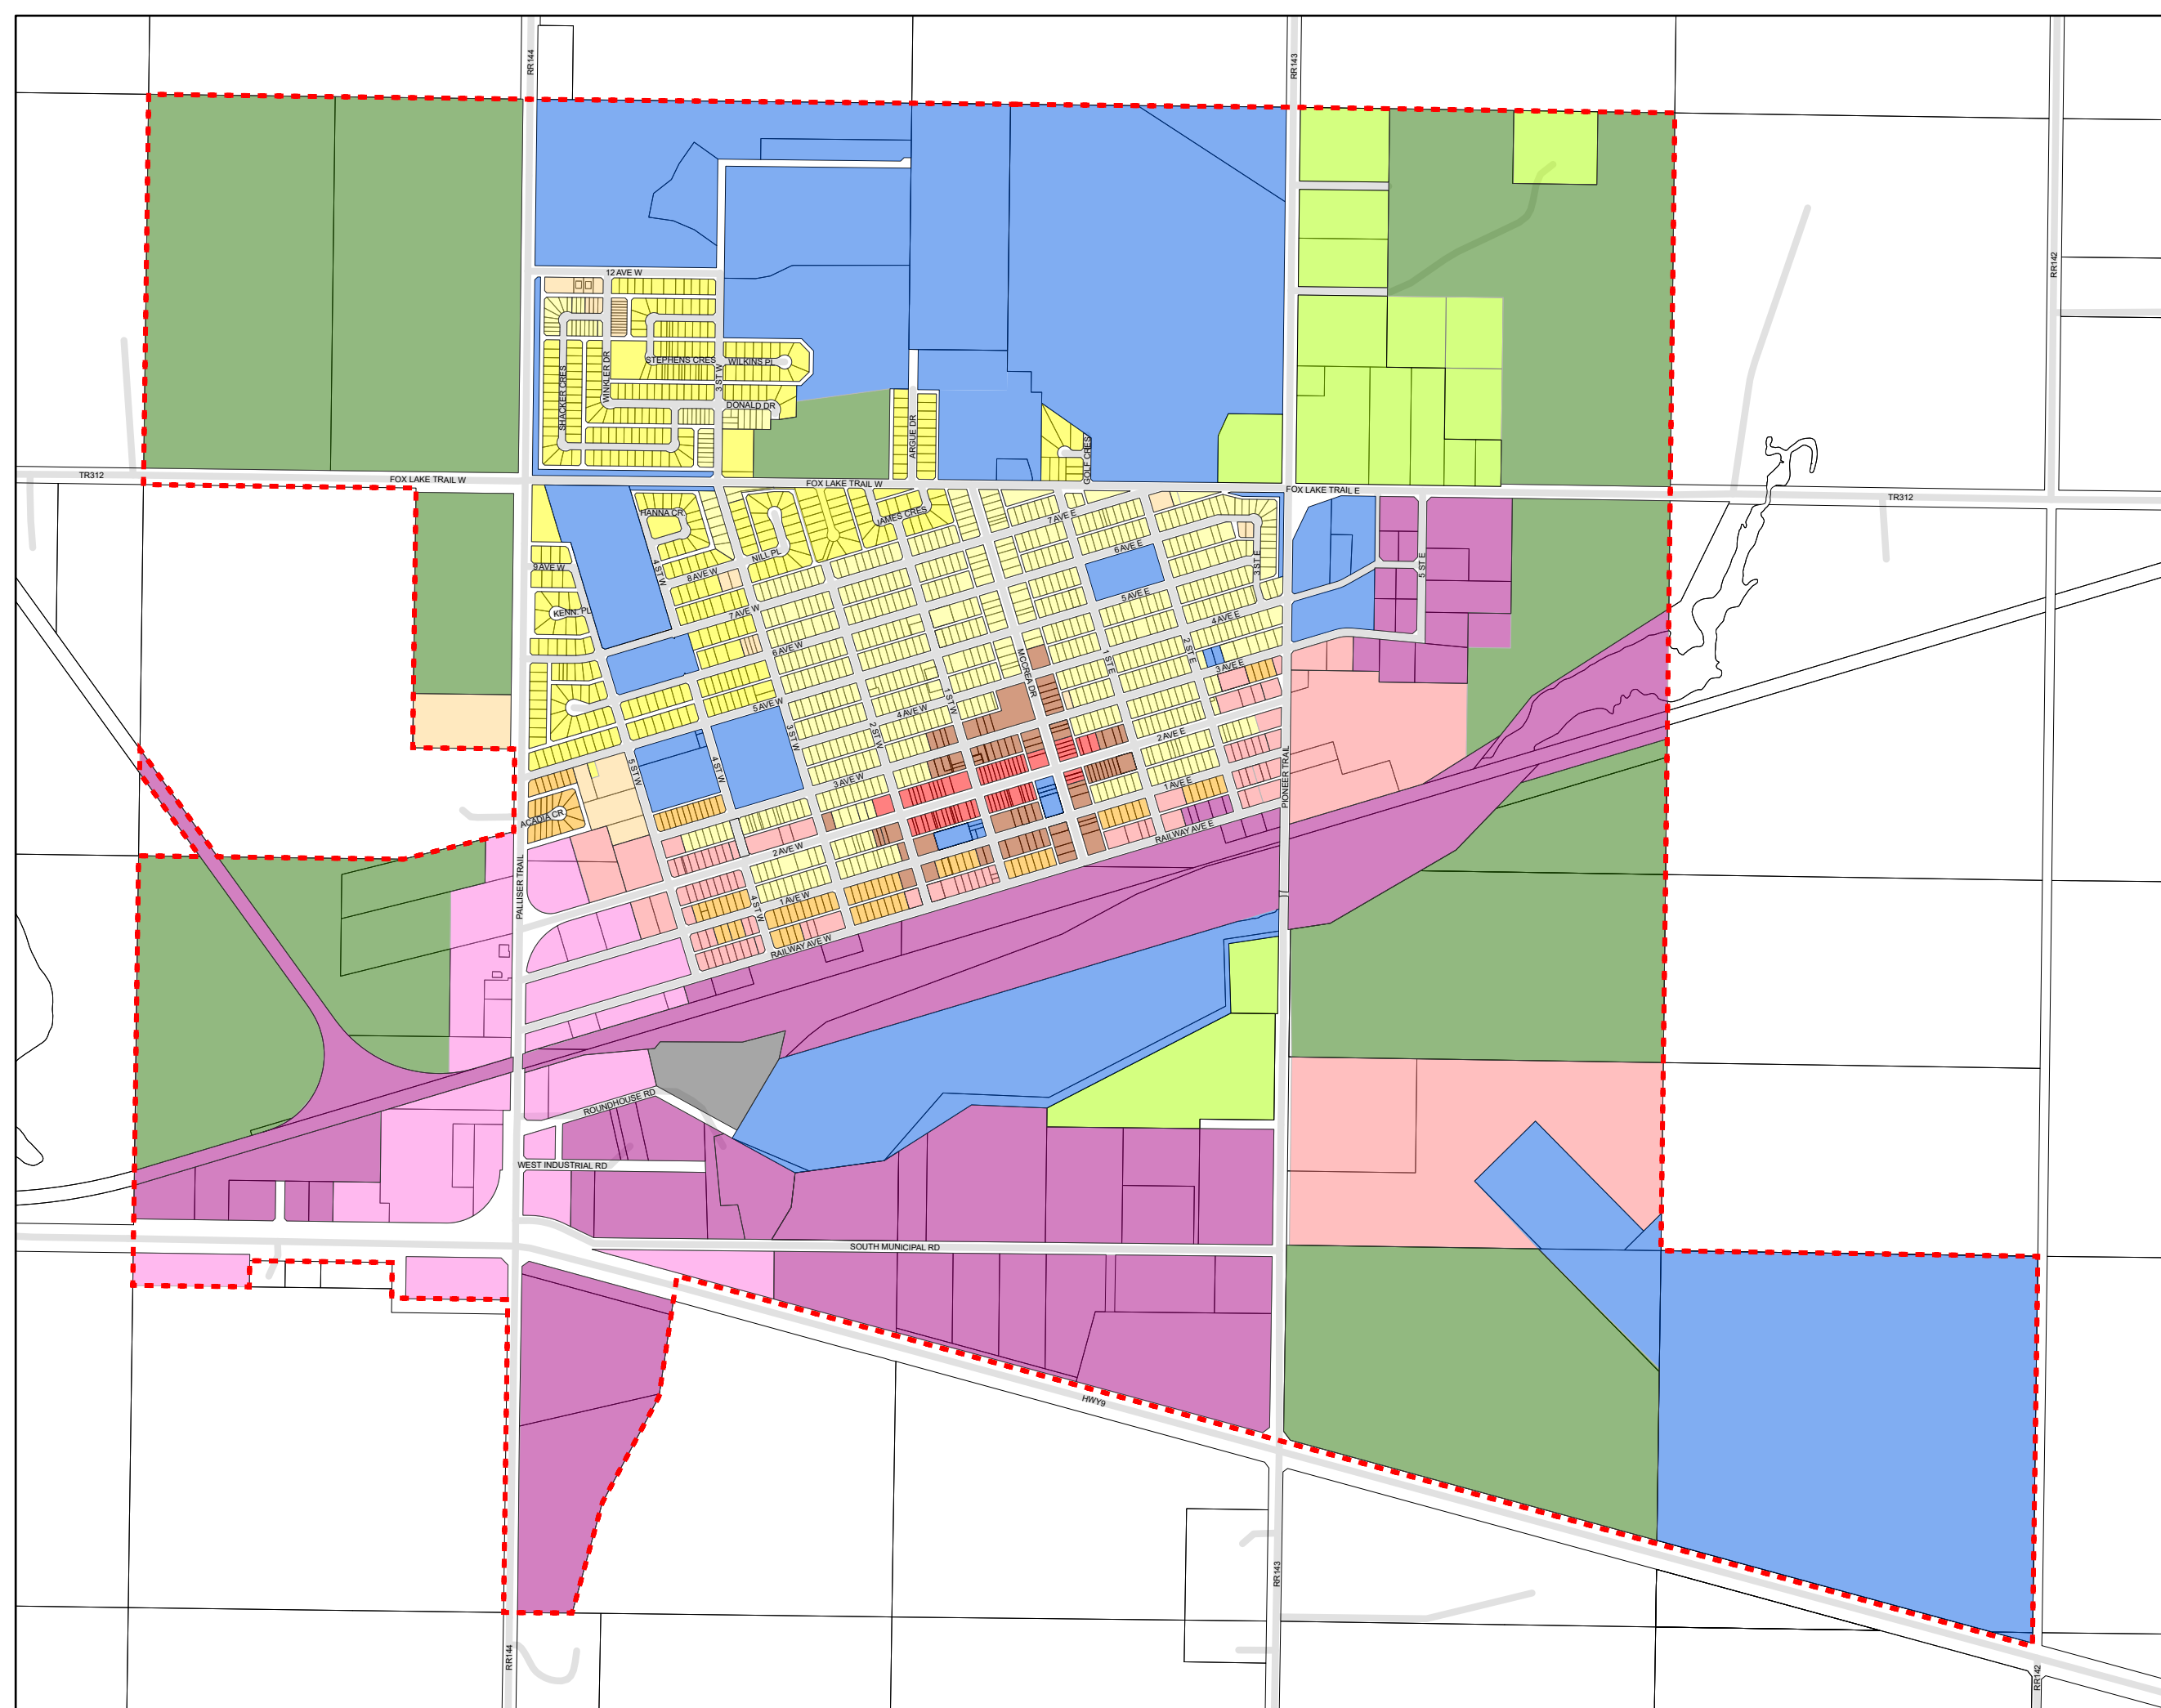 RR144
RR143
RR142
12 AVE W
STEPHENS CRES
WILKINS PL
SHACKER CRES
WINKLER DR
3 ST W
DONALD DR
ARGUE DR
GOLF CRES
TR312
FOX LAKE TRAIL W
FOX LAKE TRAIL W
FOX LAKE TRAIL E
TR312
HANNA CR
JAMES CRES
7 AVE E
6 AVE E
NILL PL
9 AVE W
4 ST W
8 AVE W
3 ST E
5 ST E
KENN. PL
7 AVE W
5 AVE E
4 AVE E
6 AVE W
MCCREA DR
1 ST E
2 ST E
3 AVE E
5 AVE W
1 ST W
4 AVE W
3 ST W
2 ST W
2 AVE E
5 ST W
4 ST W
3 AVE W
1 AVE E
PIONEER TRAIL
ACADIA CR
RAILWAY AVE E
2 AVE W
PALLISER TRAIL
1 AVE W
4 ST W
RAILWAY AVE W
ROUNDHOUSE RD
WEST INDUSTRIAL RD
SOUTH MUNICIPAL RD
HWY9
RR143
RR144
RR142